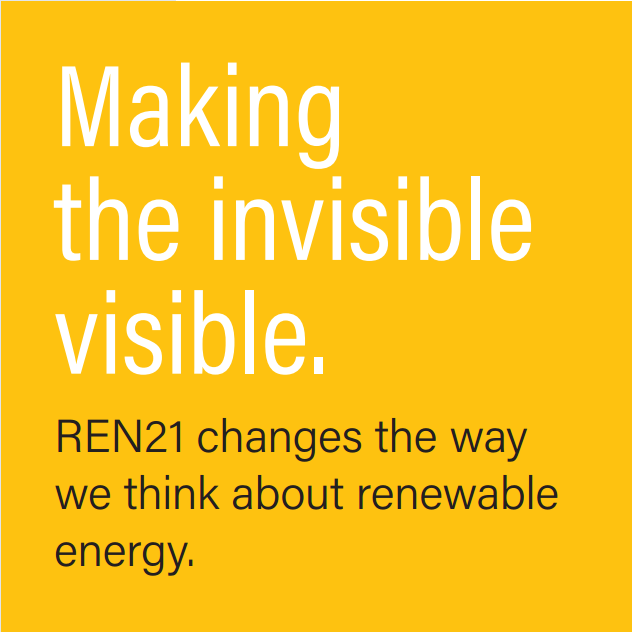 Making
the invisible
visible.
REN21 changes the way
we think about renewable
energy.